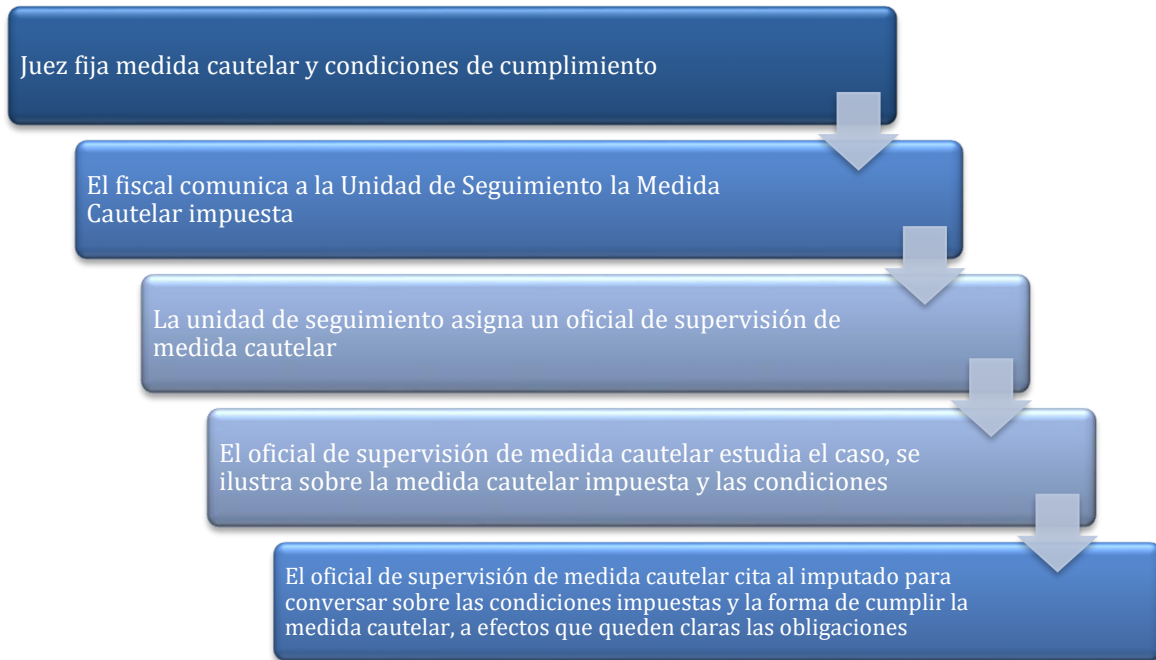 Juez fija medida cautelar y condiciones de cumplimiento
El fiscal comunica a la Unidad de Seguimiento la Medida
Cautelar impuesta
La unidad de seguimiento asigna un oficial de supervisión de
medida cautelar
El oficial de supervisión de medida cautelar estudia el caso, se
ilustra sobre la medida cautelar impuesta y las condiciones
El oficial de supervisión de medida cautelar cita al imputado para
conversar sobre las condiciones impuestas y la forma de cumplir la
medida cautelar, a efectos que queden claras las obligaciones